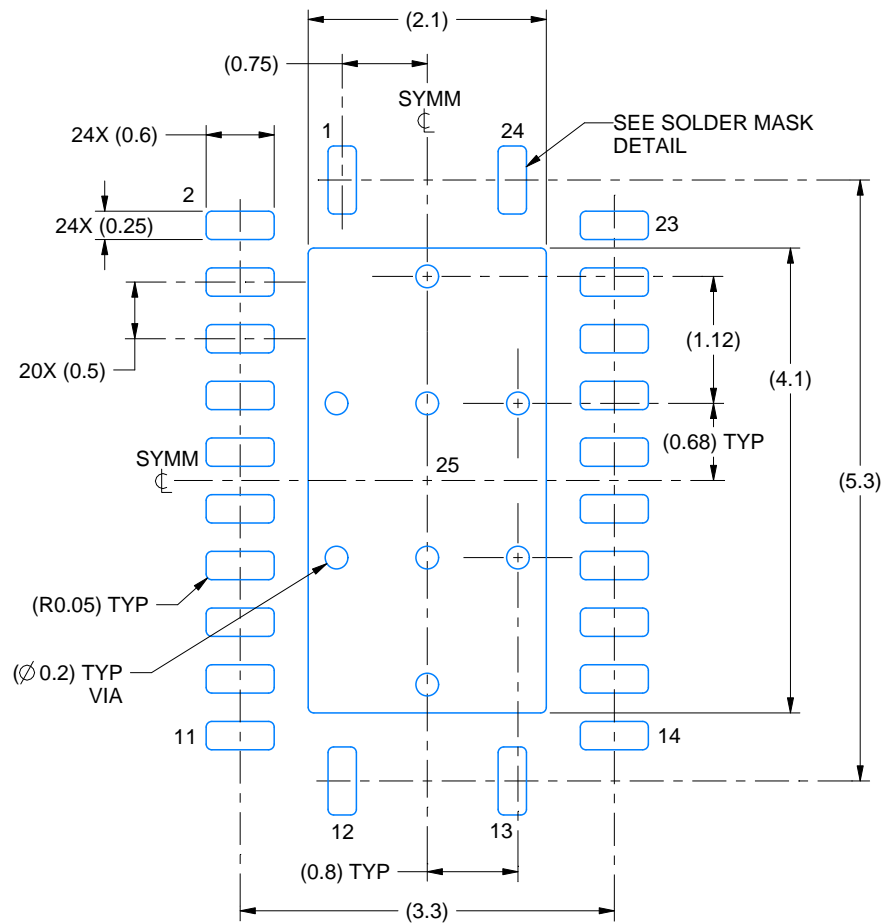 (2.1)
(0.75)
SYMM
℄
1
24
SEE SOLDER MASK
DETAIL
24X (0.6)
2
24X (0.25)
23
20X (0.5)
(1.12)
(4.1)
(0.68) TYP
SYMM
℄
25
(5.3)
(R0.05) TYP
(∅0.2) TYP
VIA
11
14
12
13
(0.8) TYP
(3.3)